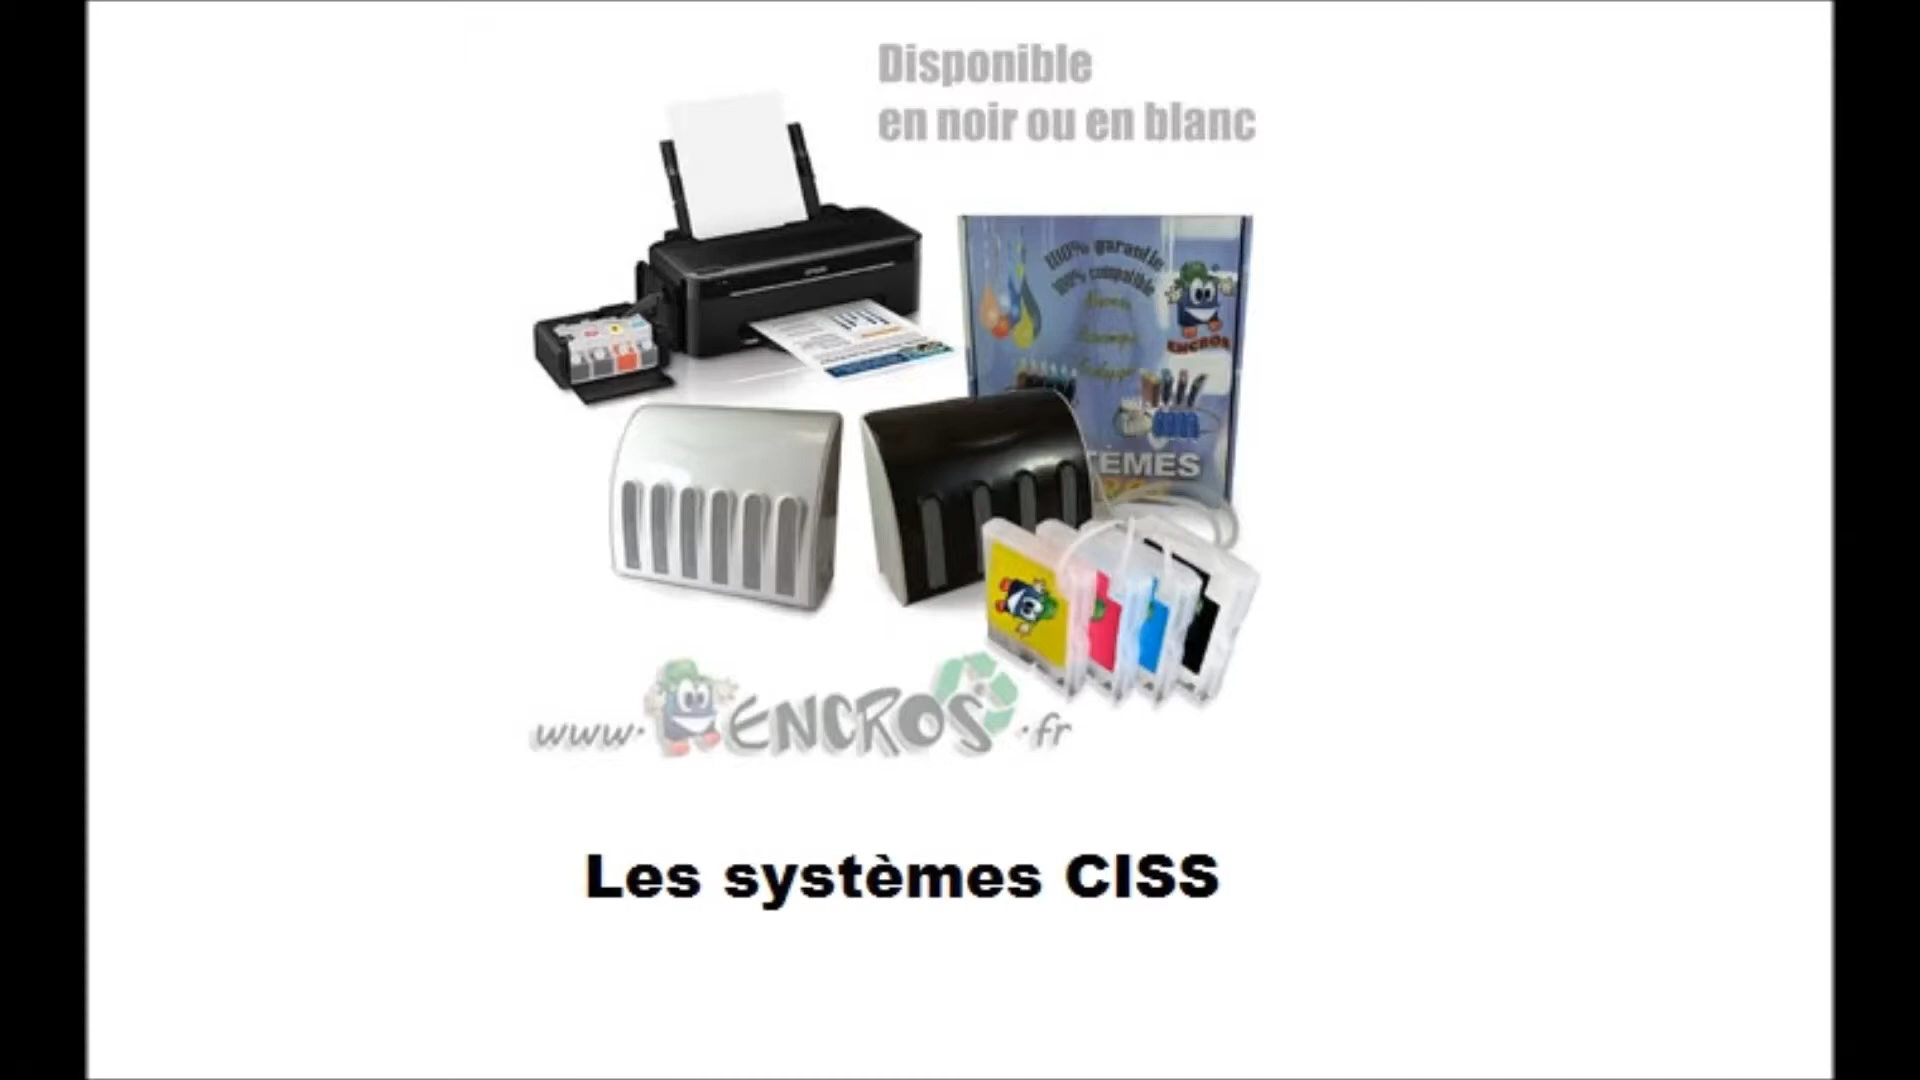 Disponible
en noir ou en blanc
100% garantie
100% compatible
ENCROS
TÈMES
www.ENCROS.fr
Les systèmes CISS